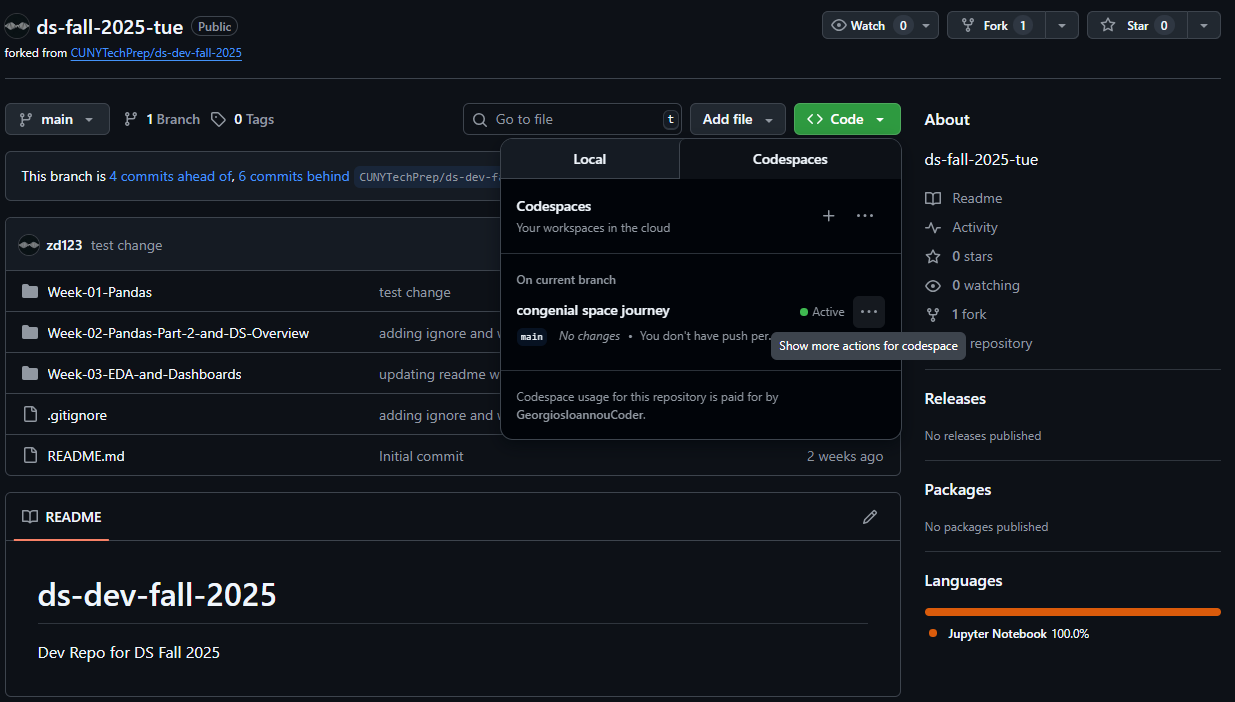 ds-fall-2025-tue Public
Watch 0
Fork 1
Star 0
forked from CUNYTechPrep/ds-dev-fall-2025
main
1 Branch
0 Tags
Go to file t
Add file
Code
Local
Codespaces
Codespaces
Your workspaces in the cloud
On current branch
congenial space journey
Active
main No changes • You don't have push per...
Show more actions for codespace
Codespace usage for this repository is paid for by
GeorgiosIoannouCoder.
This branch is 4 commits ahead of, 6 commits behind CUNYTechPrep/ds-dev-f
zd123 test change
Week-01-Pandas test change
Week-02-Pandas-Part-2-and-DS-Overview adding ignore and
Week-03-EDA-and-Dashboards updating readme
.gitignore adding ignore and
README.md Initial commit 2 weeks ago
README
ds-dev-fall-2025
Dev Repo for DS Fall 2025
About
ds-fall-2025-tue
Readme
Activity
0 stars
0 watching
1 fork
repository
Releases
No releases published
Packages
No packages published
Languages
Jupyter Notebook 100.0%